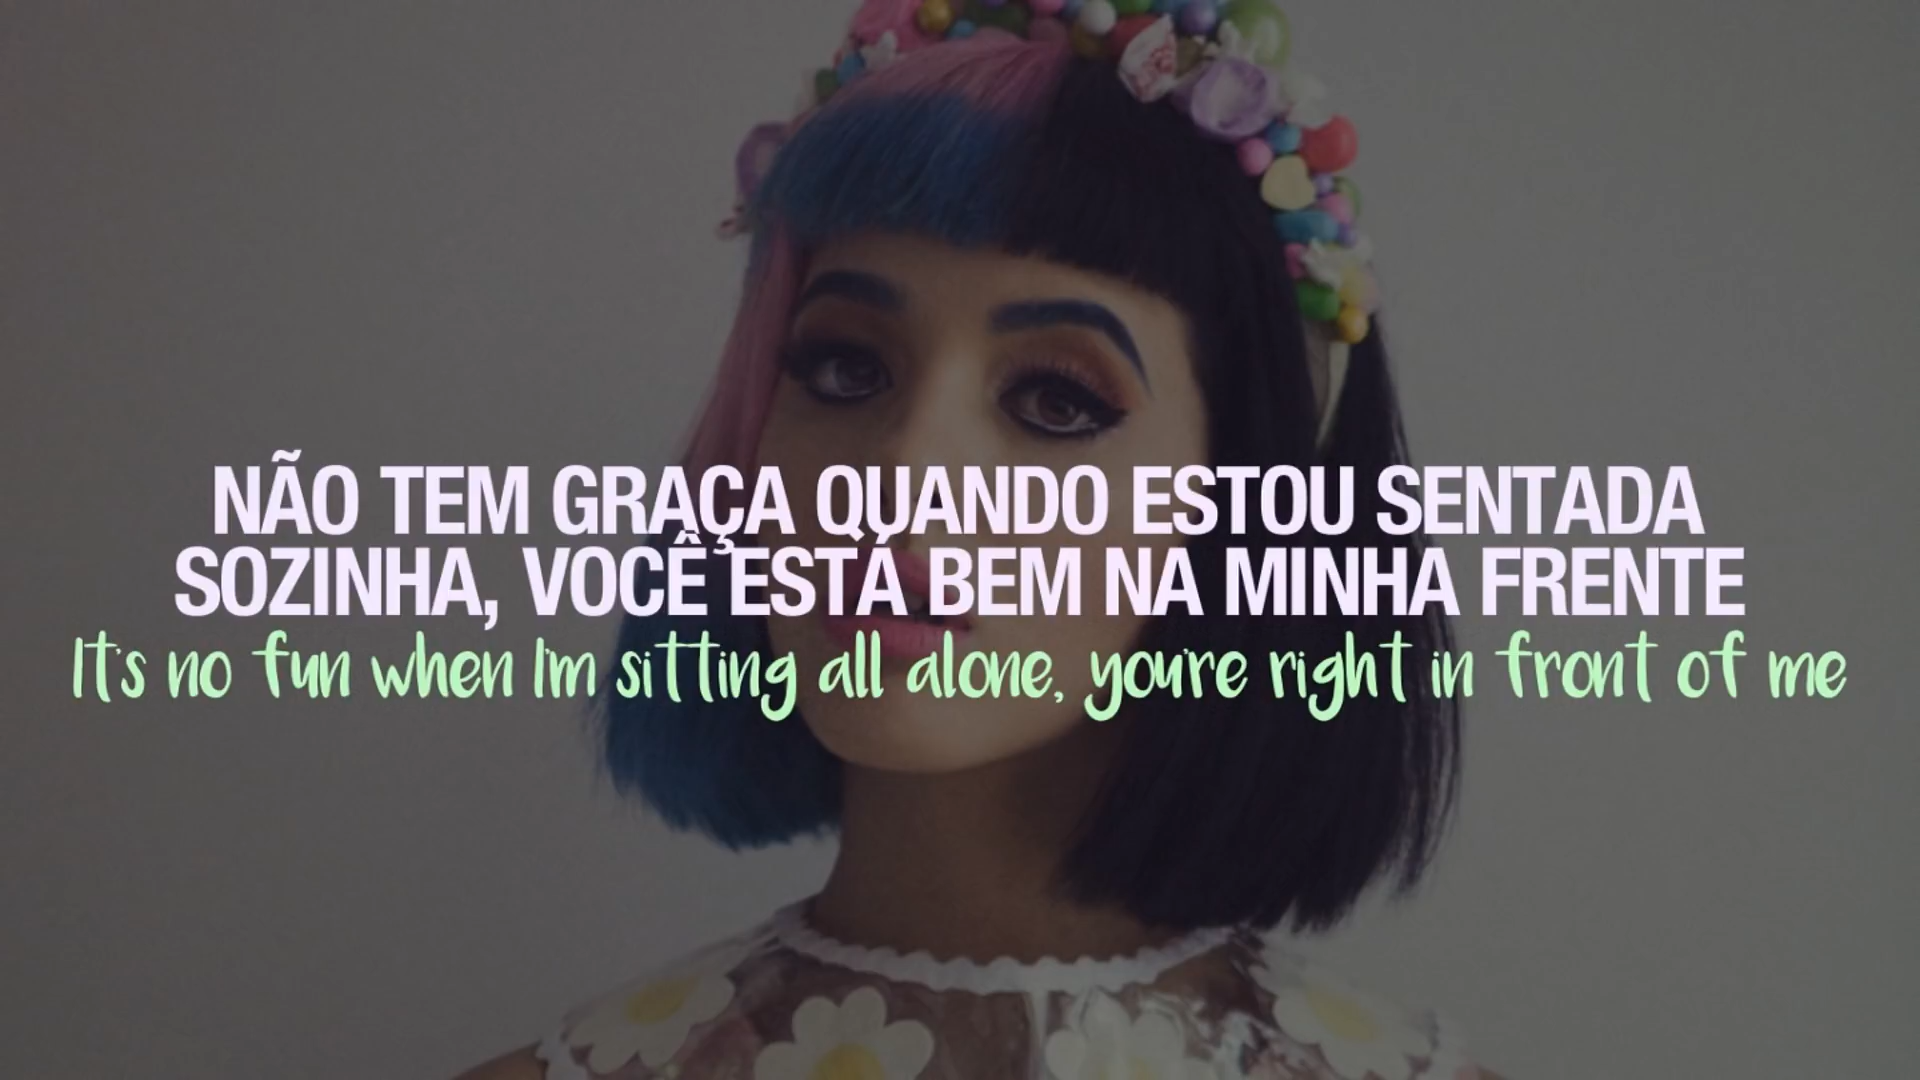 NÃO TEM GRAÇA QUANDO ESTOU SENTADA
SOZINHA, VOCÊ ESTÁ BEM NA MINHA FRENTE
It's no fun when I'm sitting all alone, you're right in front of me